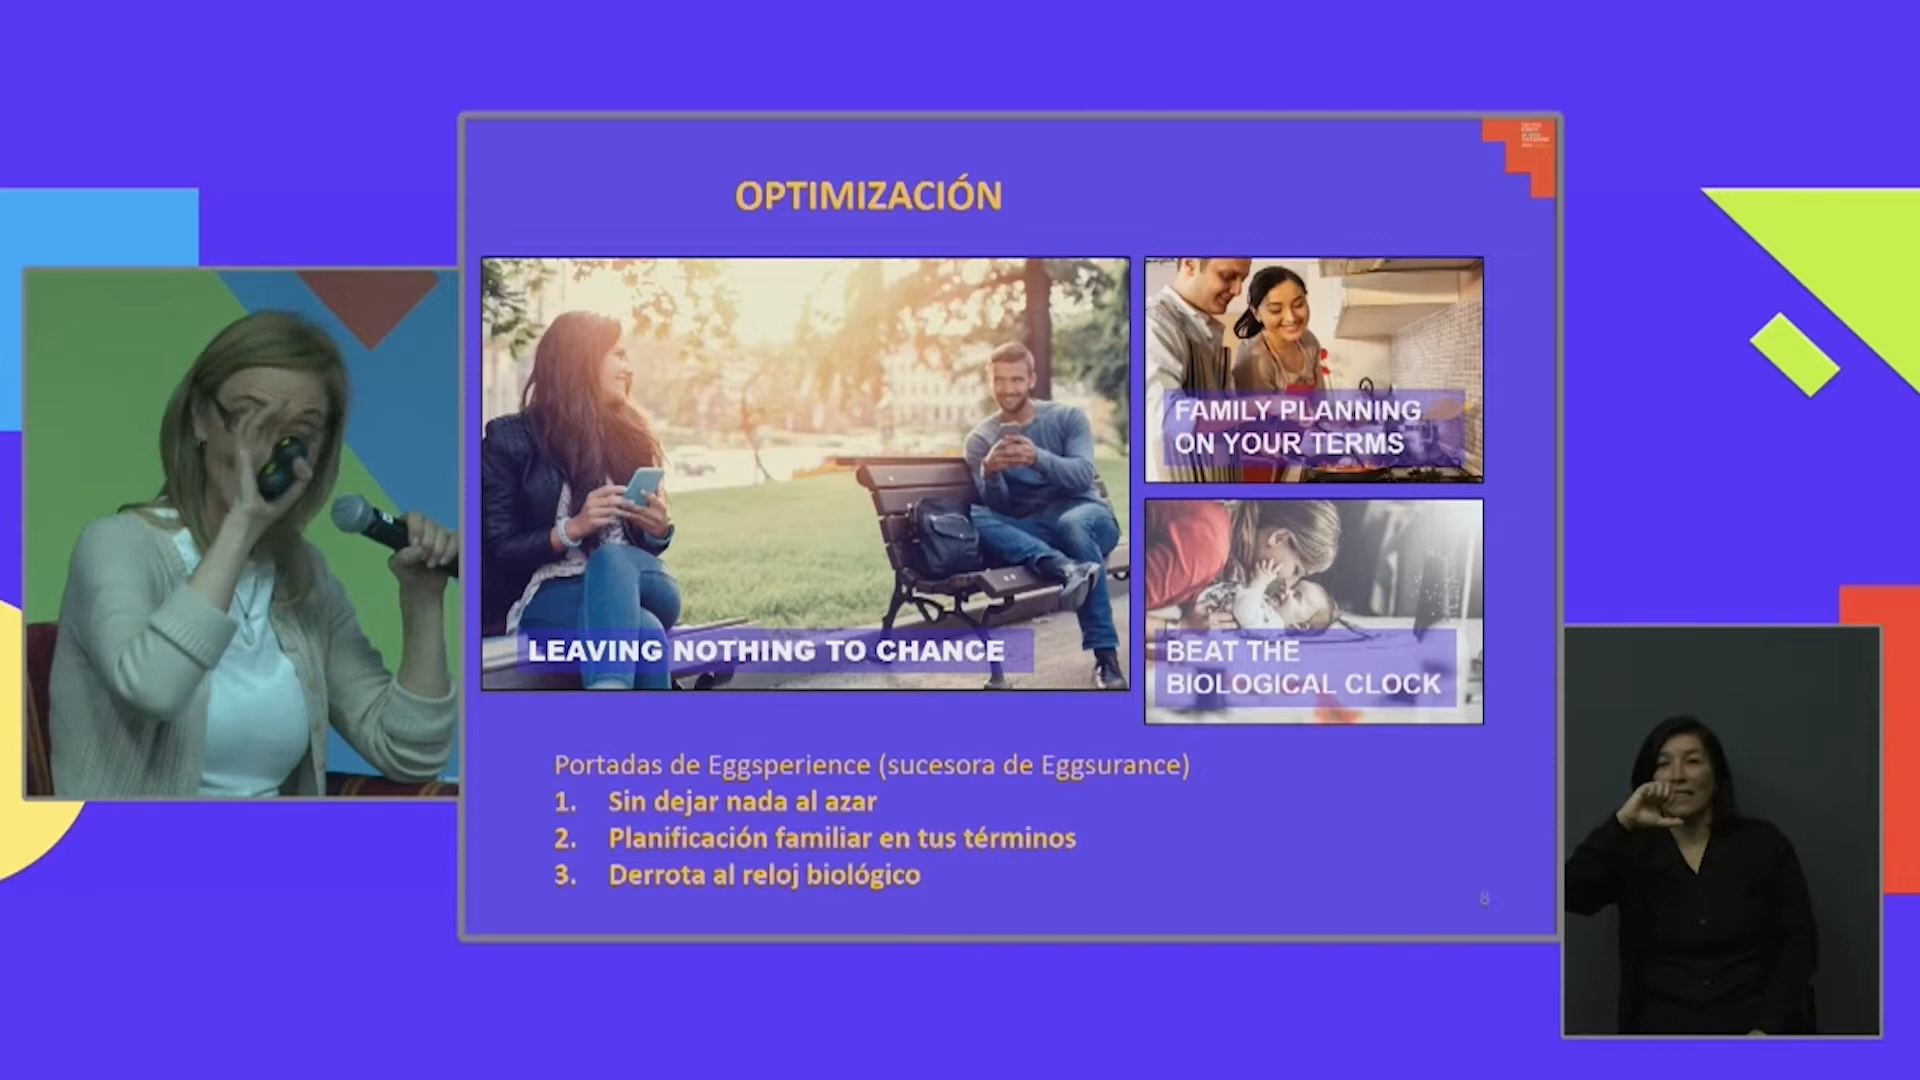 OPTIMIZACIÓN
LEAVING NOTHING TO CHANCE
FAMILY PLANNING
ON YOUR TERMS
BEAT THE
BIOLOGICAL CLOCK
Portadas de Eggsperience (sucesora de Eggsurance)
1. Sin dejar nada al azar
2. Planificación familiar en tus términos
3. Derrota al reloj biológico
8